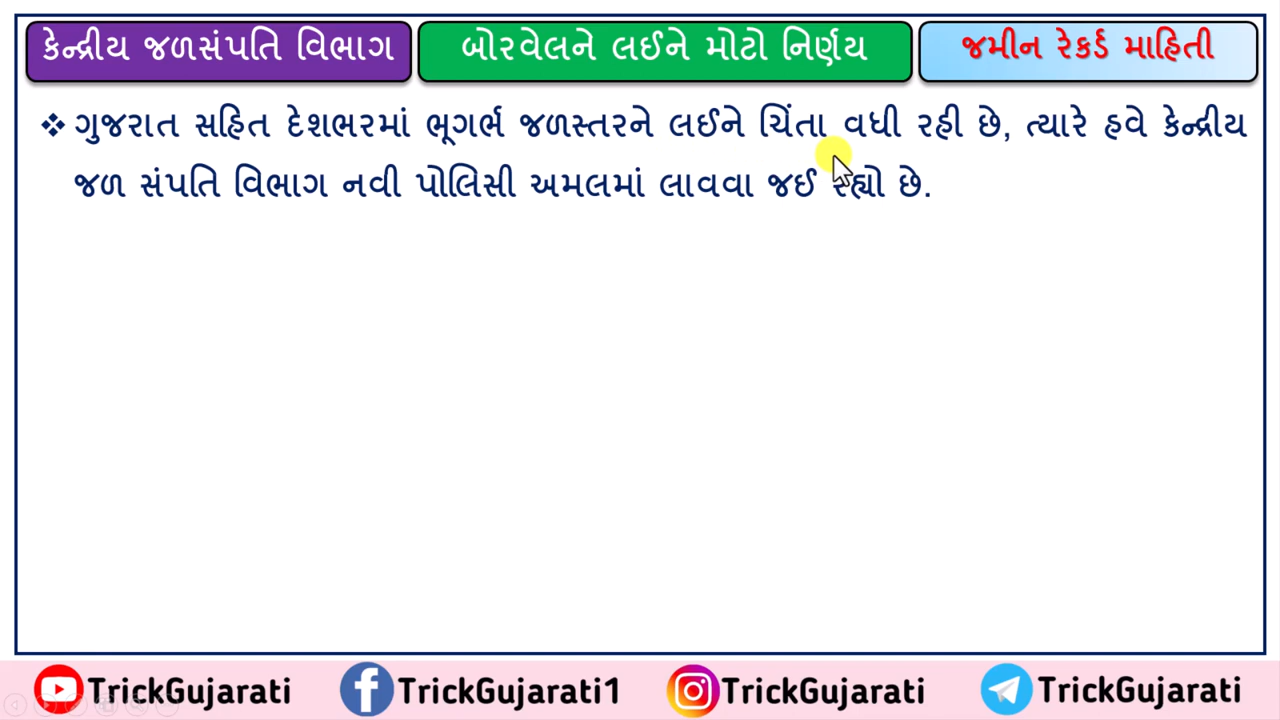 કેન્દ્રીય જળસંપતિ વિભાગ
બોરવેલને લઈને મોટો નિર્ણય
જમીન રેકર્ડ માહિતી
❖ ગુજરાત સહિત દેશભરમાં ભૂગર્ભ જળસ્તરને લઈને ચિંતા વધી રહી છે, ત્યારે હવે કેન્દ્રીય
જળ સંપતિ વિભાગ નવી પોલિસી અમલમાં લાવવા જઈ રહ્યો છે.
TrickGujarati
TrickGujarati1
TrickGujarati
TrickGujarati